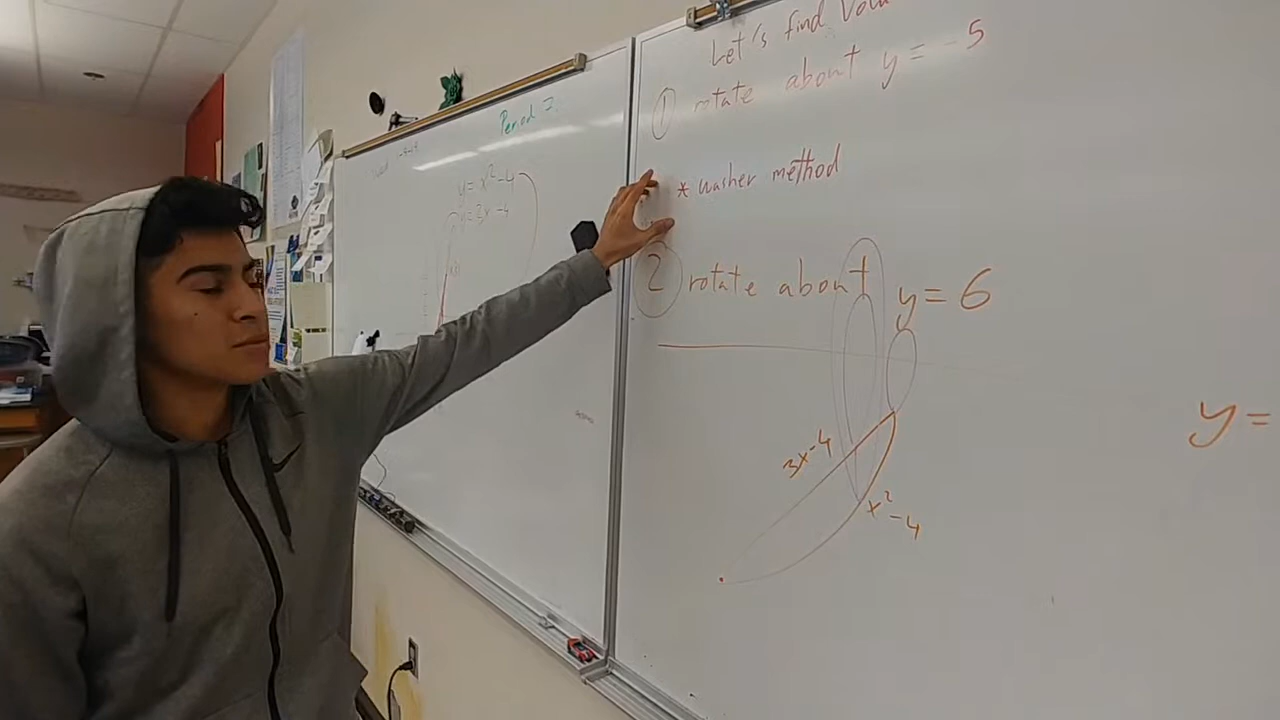 Period 2
y = x² - 4
y = 3x - 4
Let's find
① rotate about y = -5
* washer method
② rotate about y = 6
3x-4
x²-4
y =